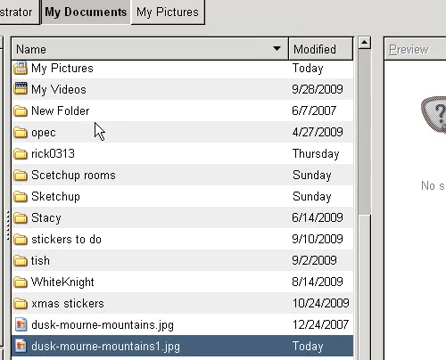 strator My Documents My Pictures
Name Modified Preview
My Pictures Today
My Videos 9/28/2009
New Folder 6/7/2007
opec 4/27/2009
rick0313 Thursday
Scetchup rooms Sunday
No s
Sketchup Sunday
Stacy 6/14/2009
stickers to do 9/10/2009
tish 9/2/2009
WhiteKnight 8/14/2009
xmas stickers 10/24/2009
dusk-mourne-mountains.jpg 12/24/2007
dusk-mourne-mountains1.jpg Today